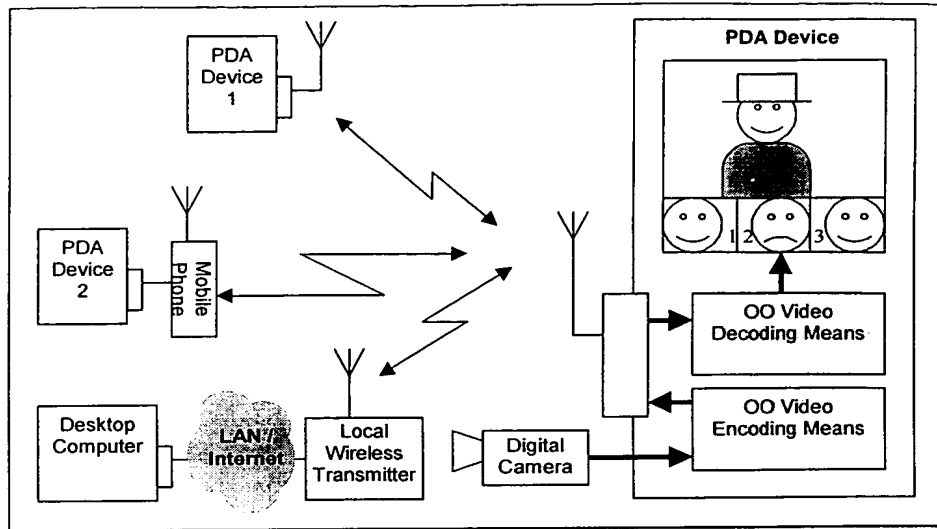 PDA
Device
1
PDA Device
1
2
3
PDA
Device
2
Mobile
Phone
OO Video
Decoding Means
Desktop
Computer
LAN /
Internet
Local
Wireless
Transmitter
Digital
Camera
OO Video
Encoding Means